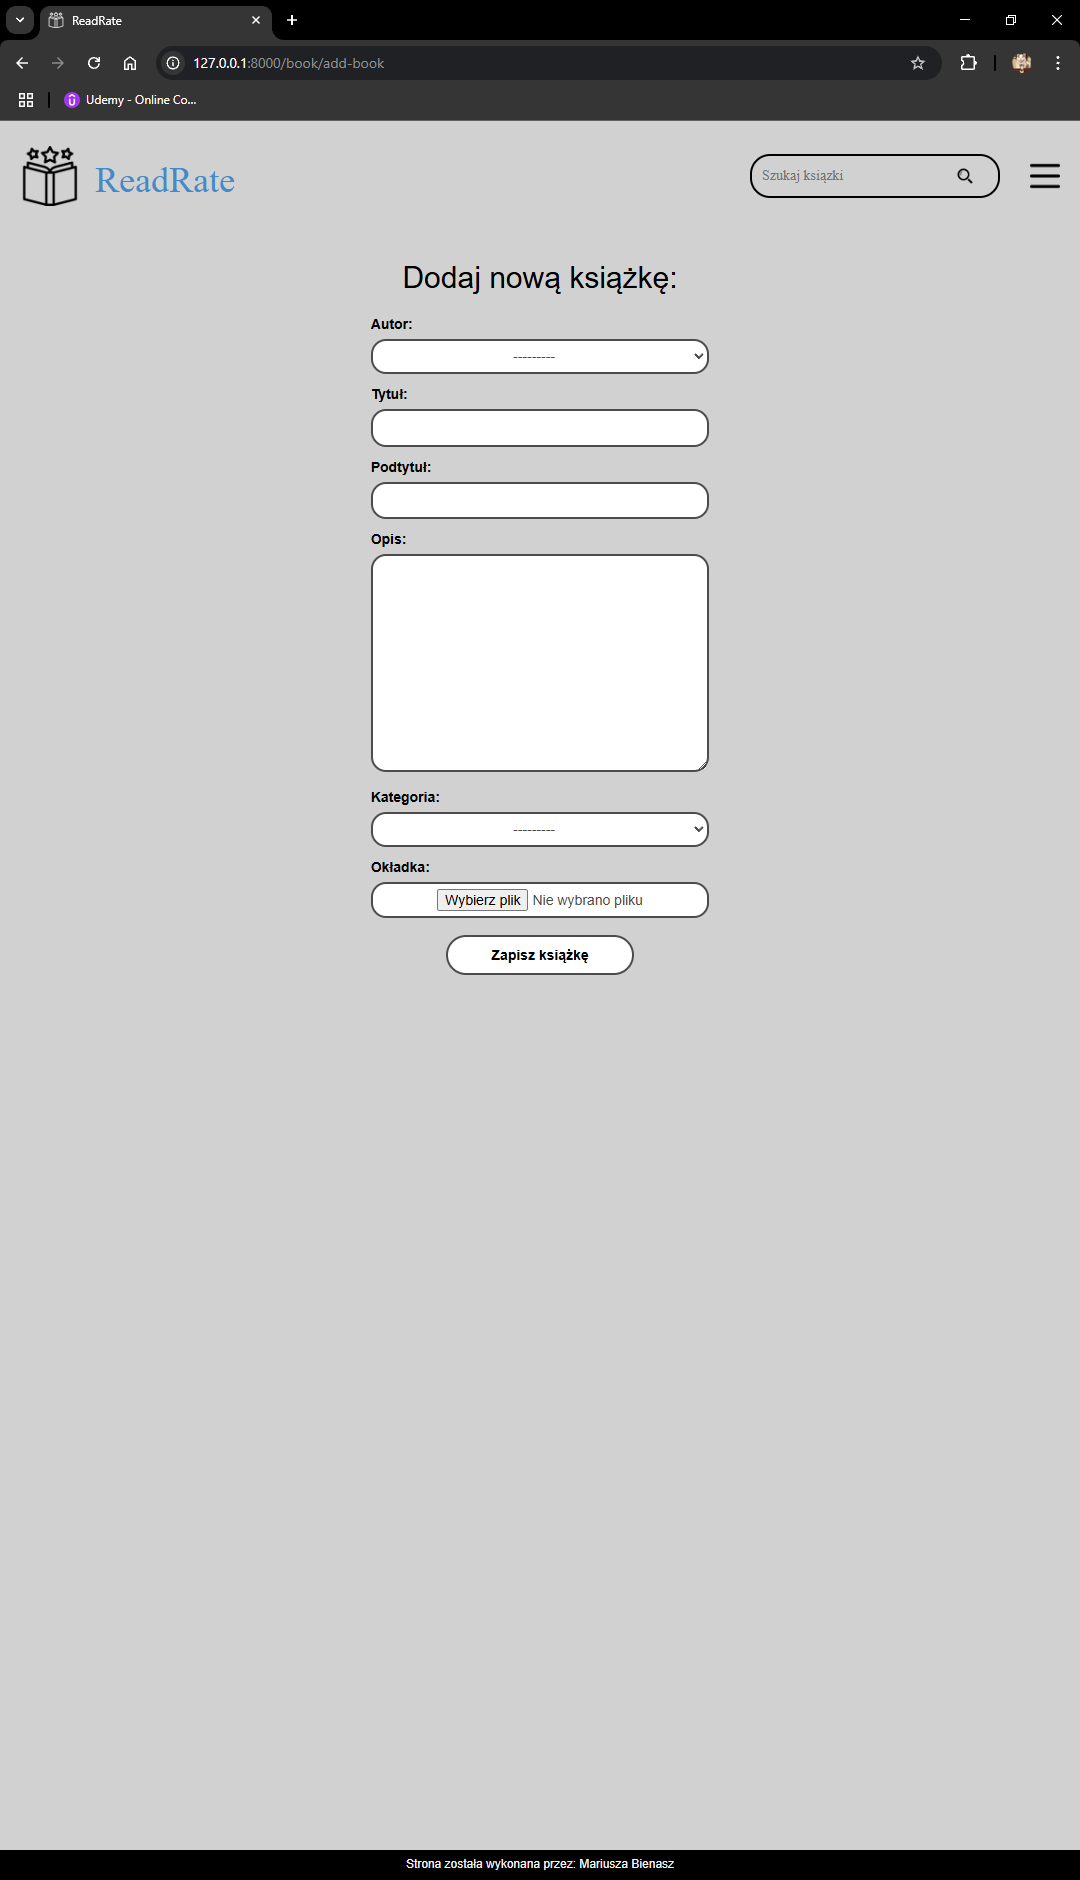 ReadRate
127.0.0.1:8000/book/add-book
Udemy - Online Co...
ReadRate
Szukaj ksiązki
Dodaj nową książkę:
Autor:
---------
Tytuł:
Podtytuł:
Opis:
Kategoria:
---------
Okładka:
Wybierz plik Nie wybrano pliku
Zapisz książkę
Strona została wykonana przez: Mariusza Bienasz